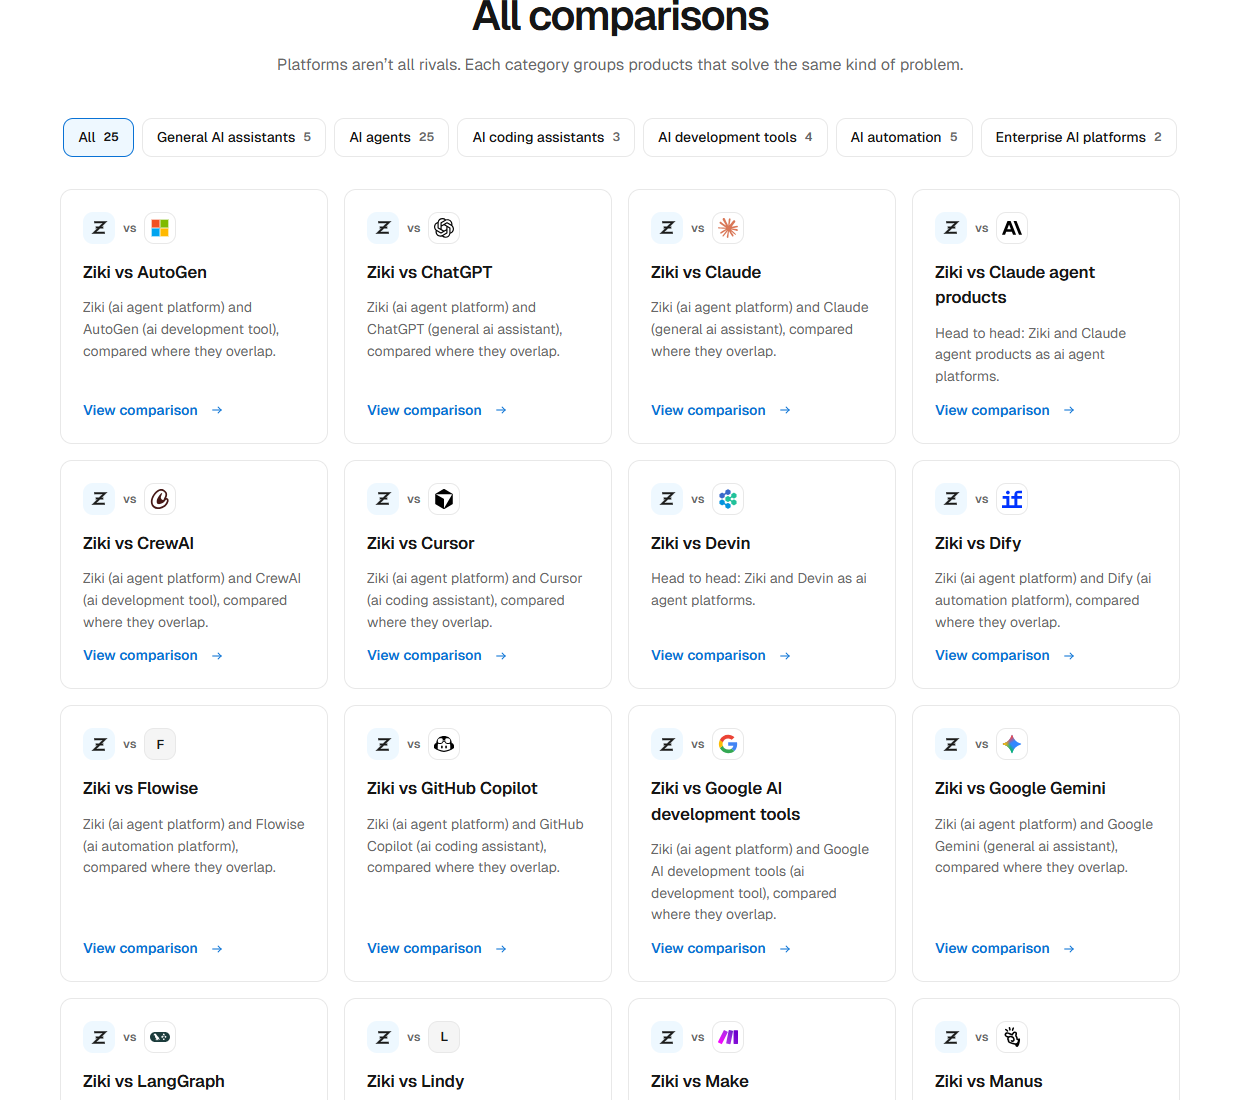 All comparisons
Platforms aren’t all rivals. Each category groups products that solve the same kind of problem.
All 25
General AI assistants 5
AI agents 25
AI coding assistants 3
AI development tools 4
AI automation 5
Enterprise AI platforms 2
vs
Ziki vs AutoGen
Ziki (ai agent platform) and
AutoGen (ai development tool),
compared where they overlap.
View comparison →
vs
Ziki vs ChatGPT
Ziki (ai agent platform) and
ChatGPT (general ai assistant),
compared where they overlap.
View comparison →
vs
Ziki vs Claude
Ziki (ai agent platform) and Claude
(general ai assistant), compared
where they overlap.
View comparison →
vs
Ziki vs Claude agent
products
Head to head: Ziki and Claude
agent products as ai agent
platforms.
View comparison →
vs
Ziki vs CrewAI
Ziki (ai agent platform) and CrewAI
(ai development tool), compared
where they overlap.
View comparison →
vs
Ziki vs Cursor
Ziki (ai agent platform) and Cursor
(ai coding assistant), compared
where they overlap.
View comparison →
vs
Ziki vs Devin
Head to head: Ziki and Devin as ai
agent platforms.
View comparison →
vs if
Ziki vs Dify
Ziki (ai agent platform) and Dify (ai
automation platform), compared
where they overlap.
View comparison →
vs F
Ziki vs Flowise
Ziki (ai agent platform) and Flowise
(ai automation platform),
compared where they overlap.
View comparison →
vs
Ziki vs GitHub Copilot
Ziki (ai agent platform) and GitHub
Copilot (ai coding assistant),
compared where they overlap.
View comparison →
vs G
Ziki vs Google AI
development tools
Ziki (ai agent platform) and Google
AI development tools (ai
development tool), compared
where they overlap.
View comparison →
vs
Ziki vs Google Gemini
Ziki (ai agent platform) and Google
Gemini (general ai assistant),
compared where they overlap.
View comparison →
vs
Ziki vs LangGraph
vs L
Ziki vs Lindy
vs
Ziki vs Make
vs
Ziki vs Manus